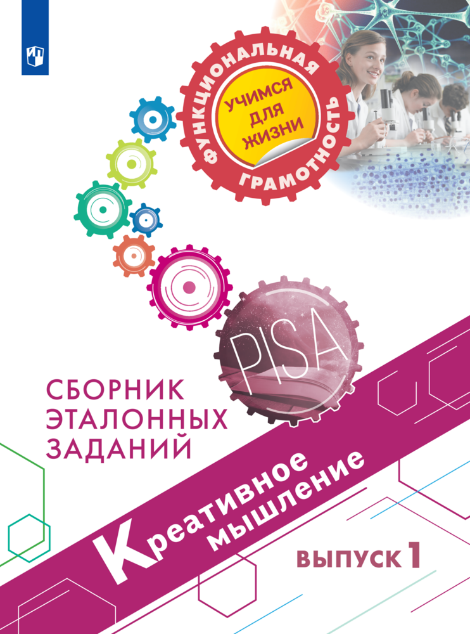 ФУНКЦИОНАЛЬНАЯ
ГРАМОТНОСТЬ
УЧИМСЯ
ДЛЯ
ЖИЗНИ
PISA
СБОРНИК
ЭТАЛОННЫХ
ЗАДАНИЙ
Креативное
мышление
ВЫПУСК 1